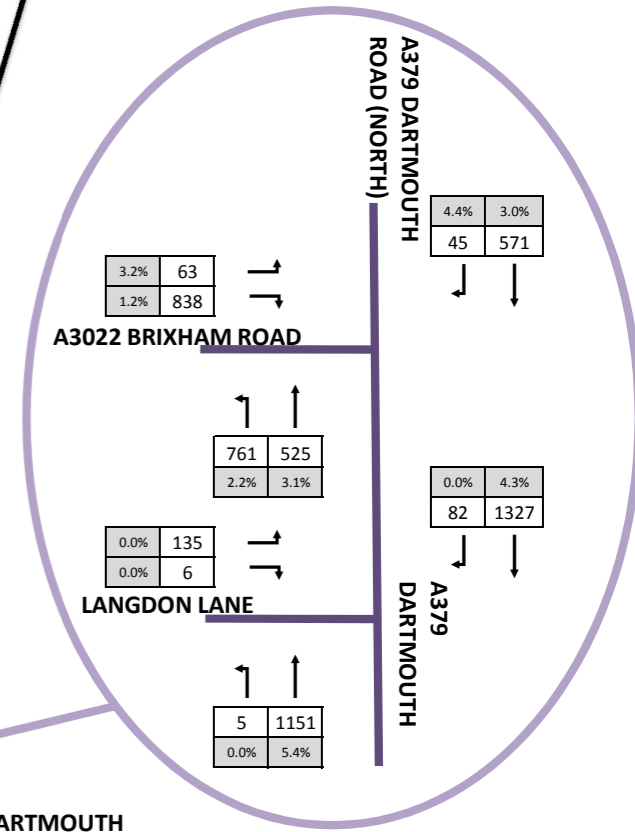 A379 DARTMOUTH
ROAD (NORTH)
4.4% 3.0%
45 571
3.2% 63
1.2% 838
A3022 BRIXHAM ROAD
761 525
2.2% 3.1%
0.0% 4.3%
82 1327
0.0% 135
0.0% 6
LANGDON LANE
A379
DARTMOUTH
5 1151
0.0% 5.4%